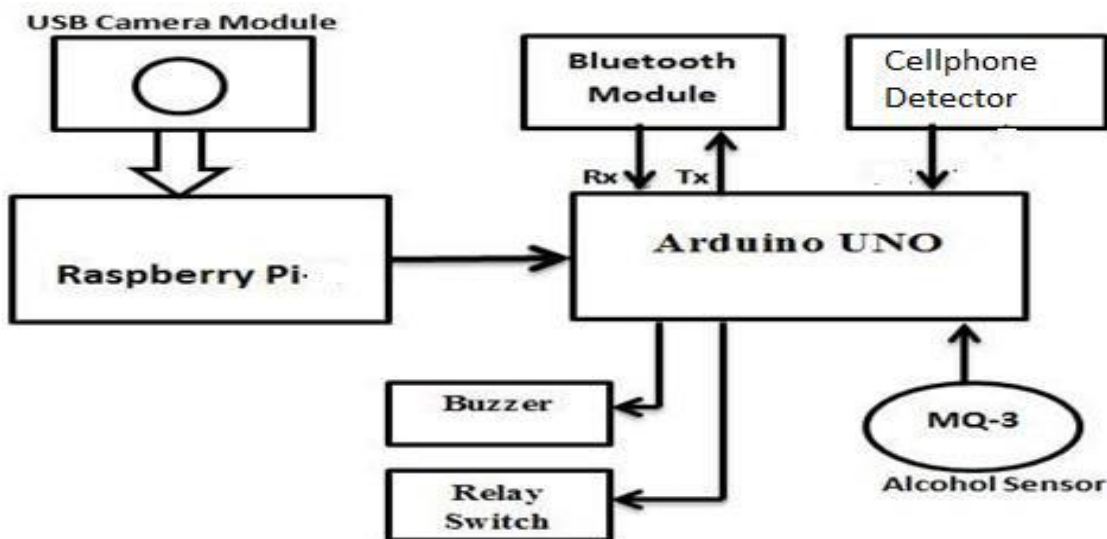 USB Camera Module
Bluetooth
Module
Cellphone
Detector
Rx
Tx
Arduino UNO
Raspberry Pi
Buzzer
MQ-3
Alcohol Sensor
Relay
Switch